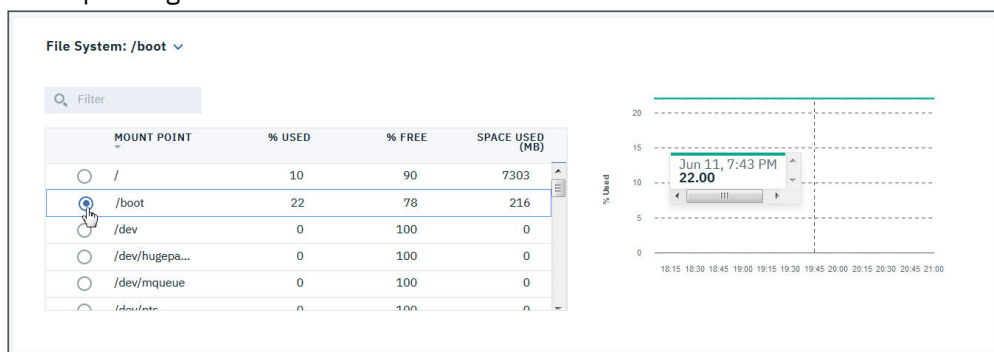 File System: /boot
Filter
MOUNT POINT % USED % FREE SPACE USED (MB)
/ 10 90 7303
/boot 22 78 216
/dev 0 100 0
/dev/hugepa... 0 100 0
/dev/mqueue 0 100 0
/dev/pts 0 100 0
% Used
20
15
10
5
0
Jun 11, 7:43 PM
22.00
18:15 18:30 18:45 19:00 19:15 19:30 19:45 20:00 20:15 20:30 20:45 21:00